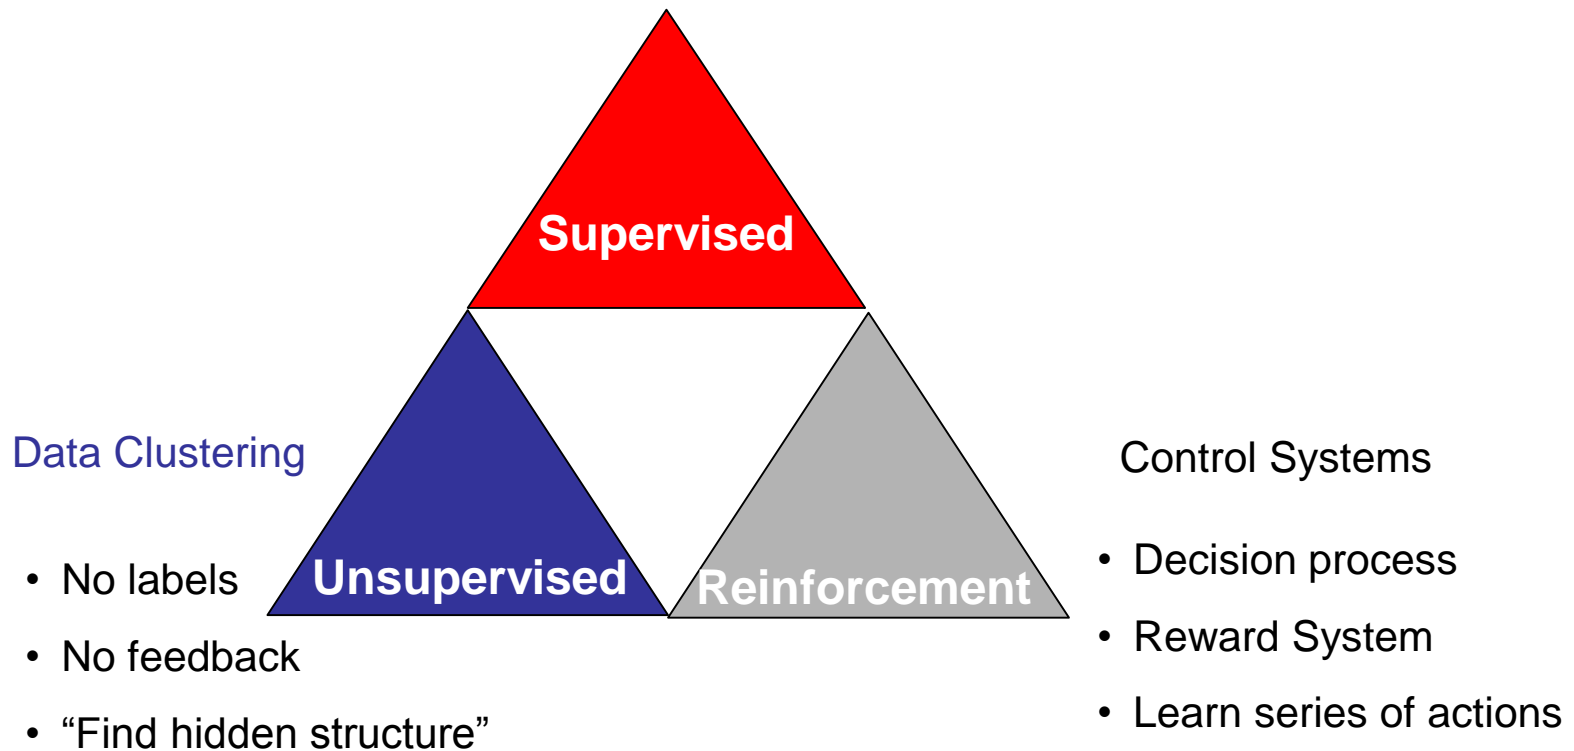 Supervised
Data Clustering
• No labels
• No feedback
• “Find hidden structure”
Unsupervised
Reinforcement
Control Systems
• Decision process
• Reward System
• Learn series of actions